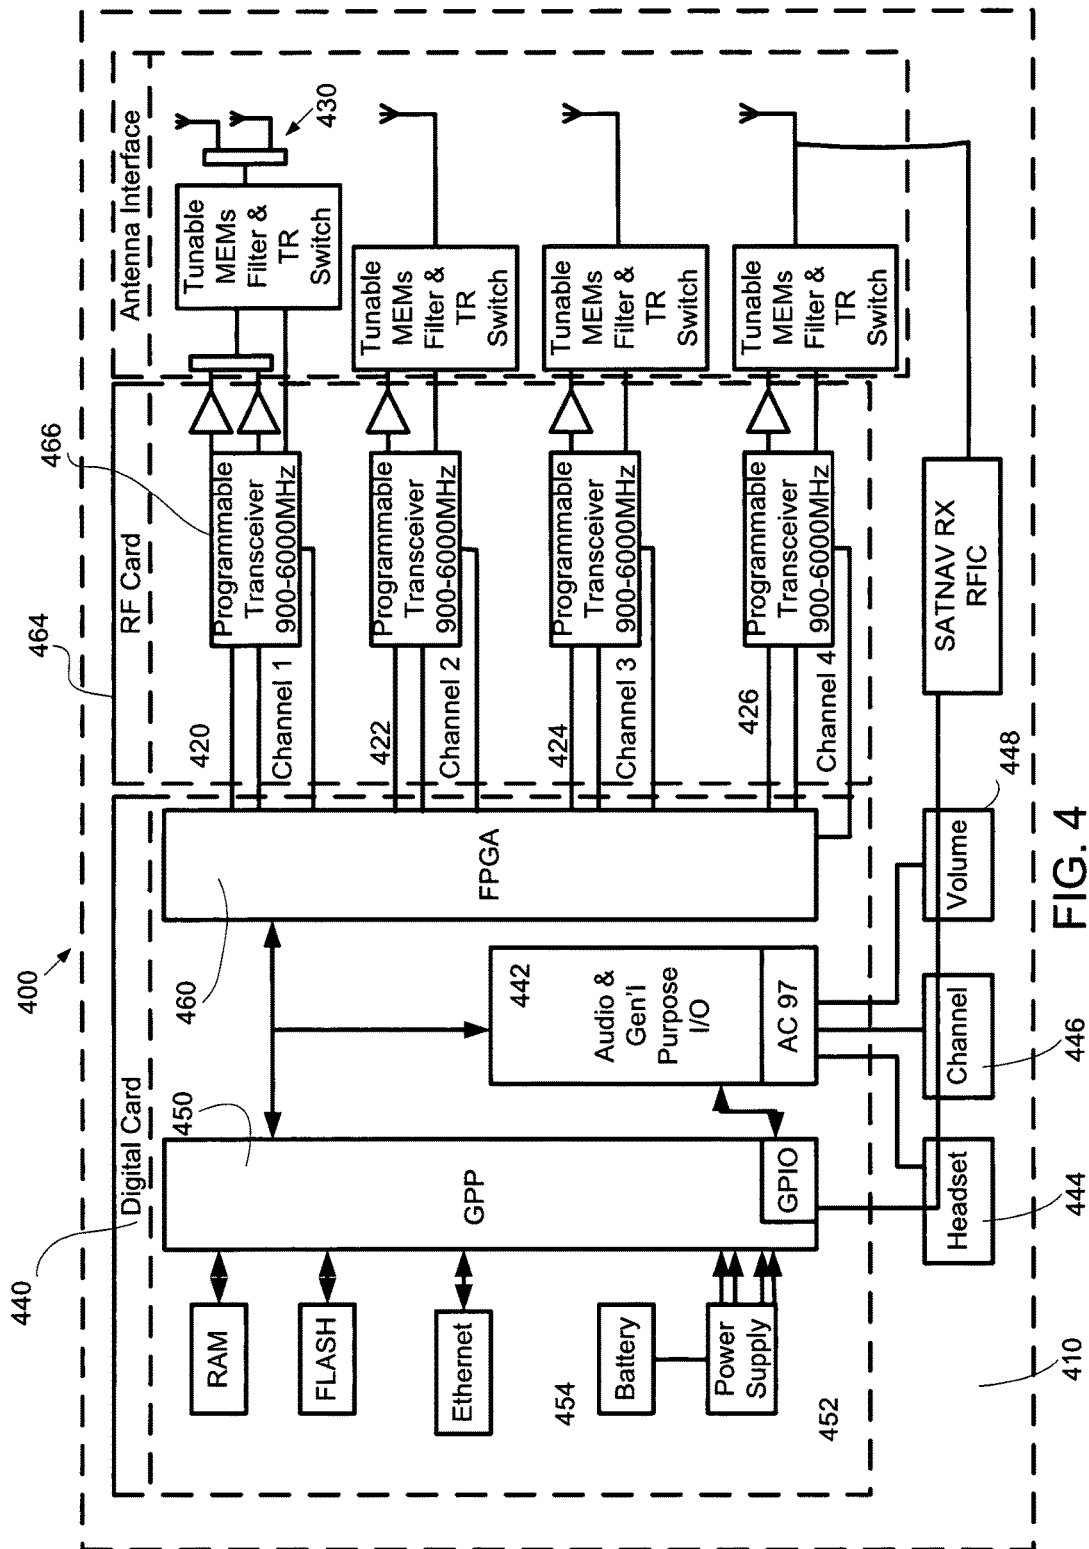 400
440
Digital Card
464
RF Card
466
Antenna Interface
RAM
FLASH
Ethernet
454
Battery
Power
Supply
452
450
GPP
GPIO
442
Audio &
Gen'l
Purpose
I/O
AC 97
460
FPGA
420
Channel 1
Programmable
Transceiver
900-6000MHz
Tunable
MEMs
Filter &
TR
Switch
430
422
Channel 2
Programmable
Transceiver
900-6000MHz
Tunable
MEMs
Filter &
TR
Switch
424
Channel 3
Programmable
Transceiver
900-6000MHz
Tunable
MEMs
Filter &
TR
Switch
426
Channel 4
Programmable
Transceiver
900-6000MHz
Tunable
MEMs
Filter &
TR
Switch
Headset
444
Channel
446
Volume
448
SATNAV RX
RFIC
410
FIG. 4